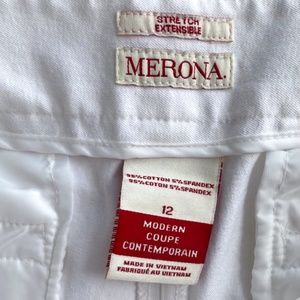 STRETCH
EXTENSIBLE
MERONA.
95% COTTON 5% SPANDEX
95% COTON 5% SPANDEX
12
MODERN
COUPE
CONTEMPORAIN
MADE IN VIETNAM
FABRIQUÉ AU VIETNAM